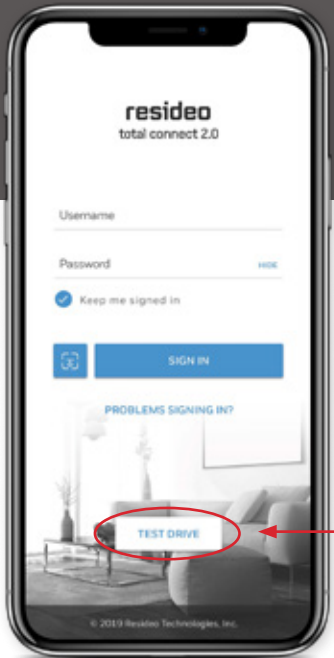 resideo
total connect 2.0
Username
Password HIDE
Keep me signed in
SIGN IN
PROBLEMS SIGNING IN?
TEST DRIVE
© 2019 Resideo Technologies, Inc.